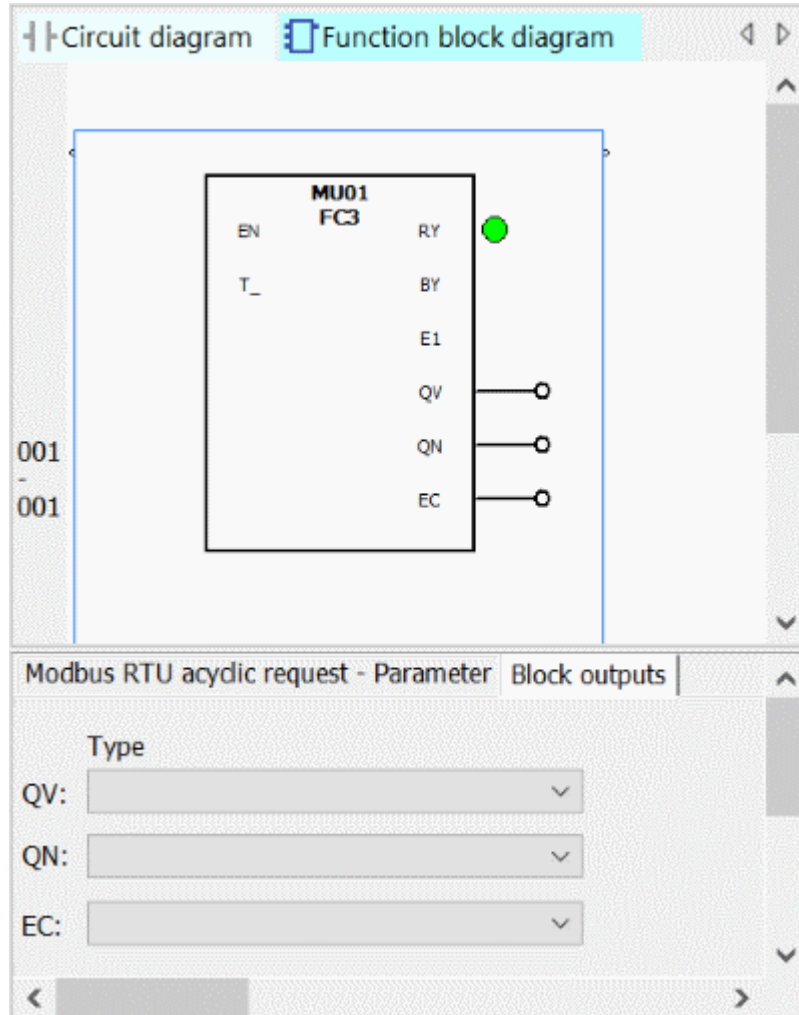 Circuit diagram Function block diagram
MU01
FC3
EN RY
T_ BY
E1
QV
001 QN
-
001 EC
Modbus RTU acyclic request - Parameter Block outputs
Type
QV:
QN:
EC: